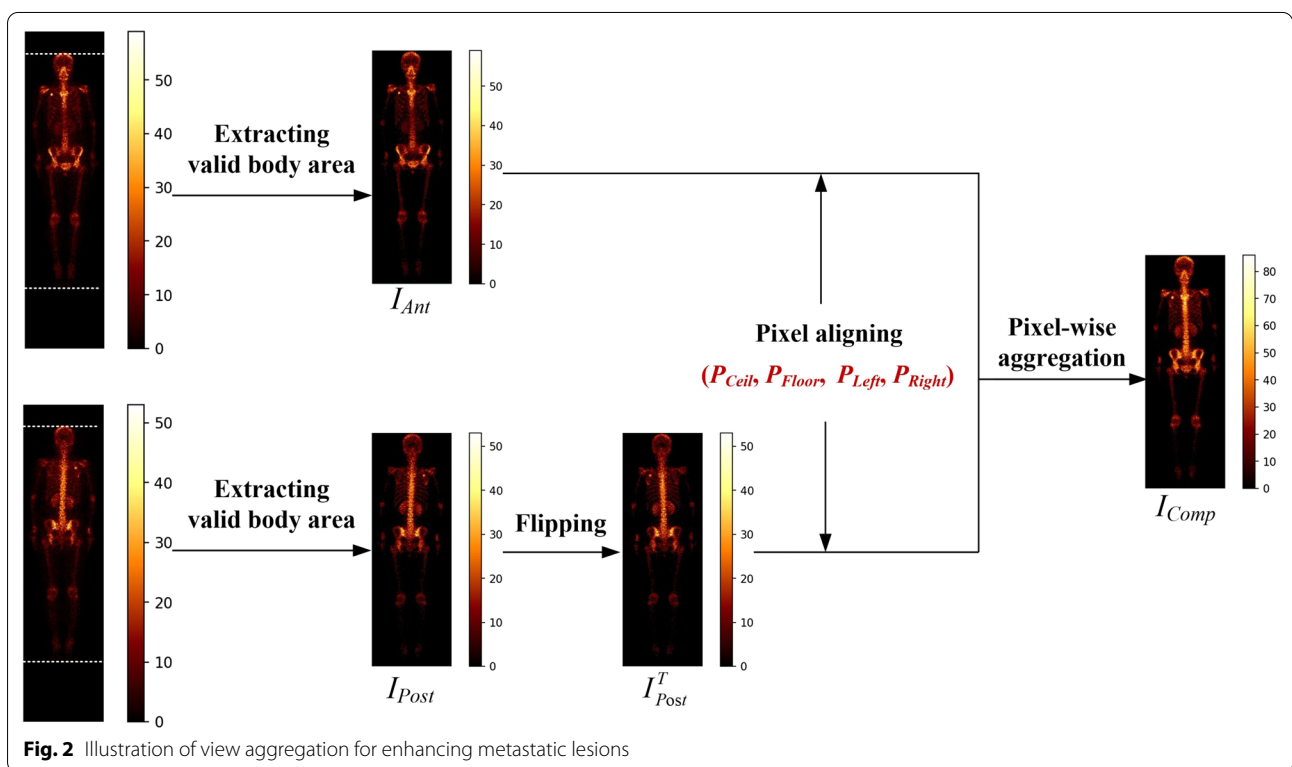 50
40
30
20
10
0
Extracting
valid body area
50
40
30
20
10
0
I_Ant
50
40
30
20
10
0
Extracting
valid body area
50
40
30
20
10
0
I_Post
Flipping
50
40
30
20
10
0
I^T_Post
Pixel aligning
(P_Ceil, P_Floor, P_Left, P_Right)
Pixel-wise
aggregation
80
70
60
50
40
30
20
10
0
I_Comp
Fig. 2 Illustration of view aggregation for enhancing metastatic lesions